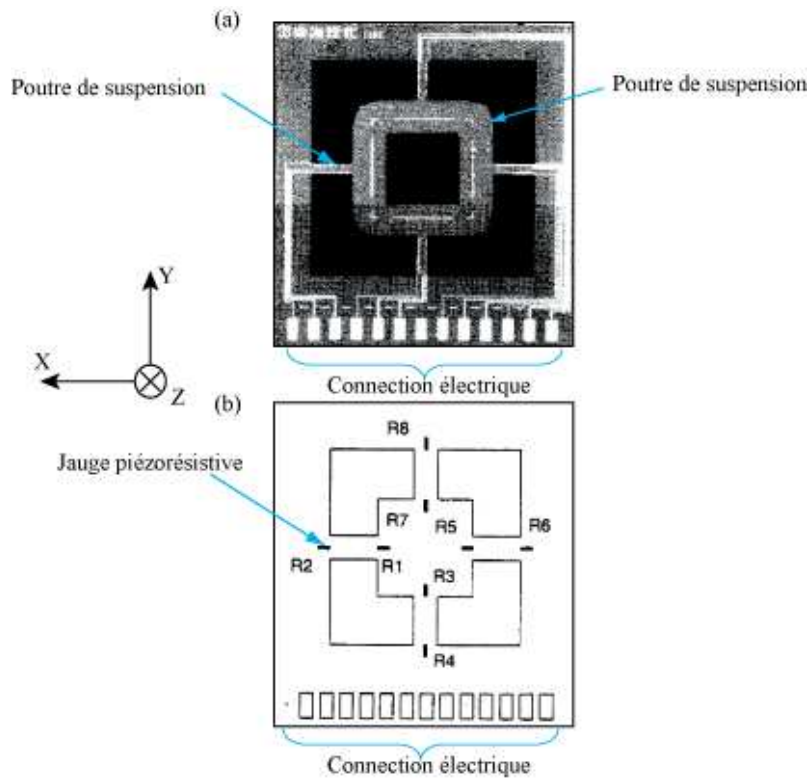 (a)
Poutre de suspension
Poutre de suspension
Y
X
Z
Connection électrique
(b)
R8
Jauge piézorésistive
R7
R5
R6
R2
R1
R3
R4
Connection électrique